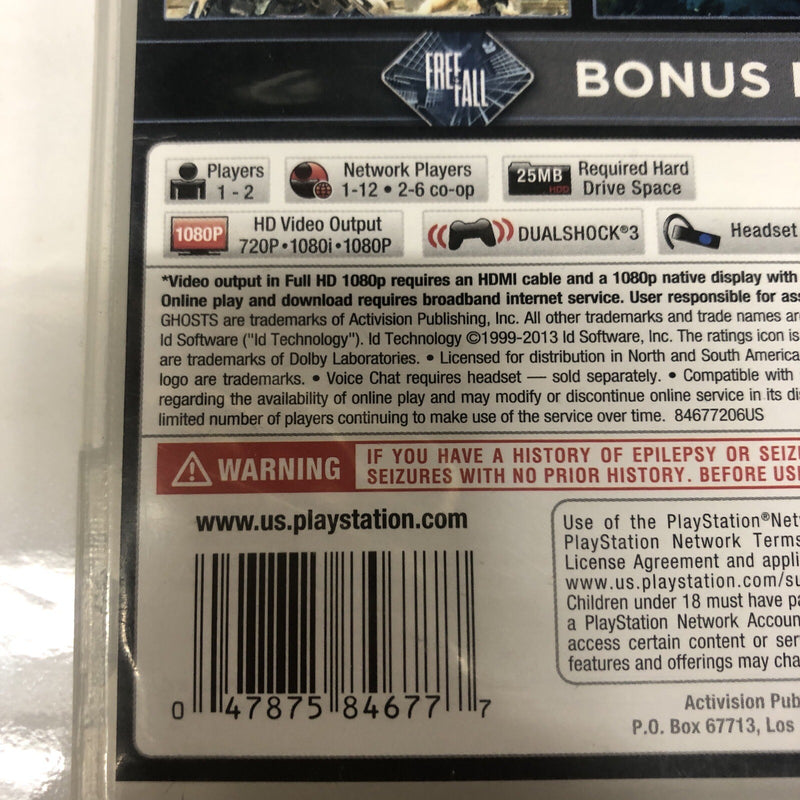 FREE
FALL
BONUS
Players
1 - 2
Network Players
1-12 • 2-6 co-op
25MB
HDD
Required Hard
Drive Space
1080P
HD Video Output
720P•1080i•1080P
DUALSHOCK®3
Headset
*Video output in Full HD 1080p requires an HDMI cable and a 1080p native display with
Online play and download requires broadband internet service. User responsible for
GHOSTS are trademarks of Activision Publishing, Inc. All other trademarks and trade names
Id Software ("Id Technology"). Id Technology ©1999-2013 Id Software, Inc. The ratings icon is
are trademarks of Dolby Laboratories. • Licensed for distribution in North and South America
logo are trademarks. • Voice Chat requires headset — sold separately. • Compatible with
regarding the availability of online play and may modify or discontinue online service in its
limited number of players continuing to make use of the service over time. 84677206US
WARNING
IF YOU HAVE A HISTORY OF EPILEPSY OR
SEIZURES WITH NO PRIOR HISTORY. BEFORE
www.us.playstation.com
0 47875 84677 7
Use of the PlayStation®
PlayStation Network Terms
License Agreement and
www.us.playstation.com/
Children under 18 must have
a PlayStation Network
access certain content or
features and offerings may
Activision
P.O. Box 67713, Los